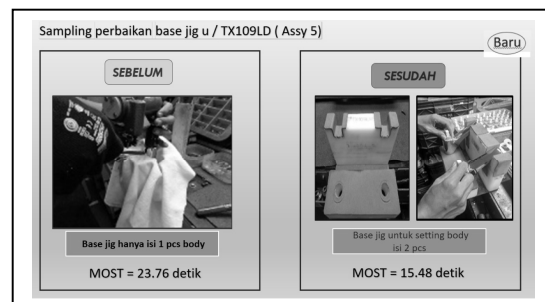 Sampling perbaikan base jig u / TX109LD ( Assy 5)
Baru
SEBELUM
Base jig hanya isi 1 pcs body
MOST = 23.76 detik
SESUDAH
Base jig untuk setting body
isi 2 pcs
MOST = 15.48 detik